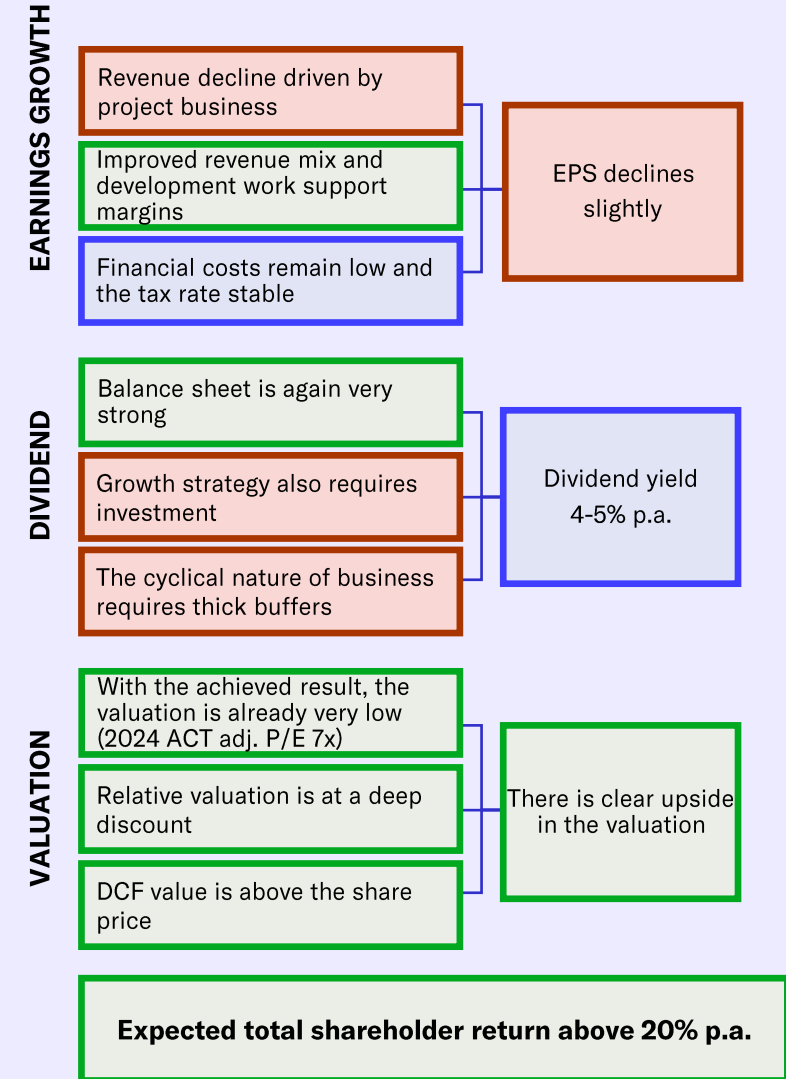 EARNINGS GROWTH
Revenue decline driven by
project business
Improved revenue mix and
development work support
margins
Financial costs remain low and
the tax rate stable
EPS declines
slightly
DIVIDEND
Balance sheet is again very
strong
Growth strategy also requires
investment
The cyclical nature of business
requires thick buffers
Dividend yield
4-5% p.a.
VALUATION
With the achieved result, the
valuation is already very low
(2024 ACT adj. P/E 7x)
Relative valuation is at a deep
discount
DCF value is above the share
price
There is clear upside
in the valuation
Expected total shareholder return above 20% p.a.